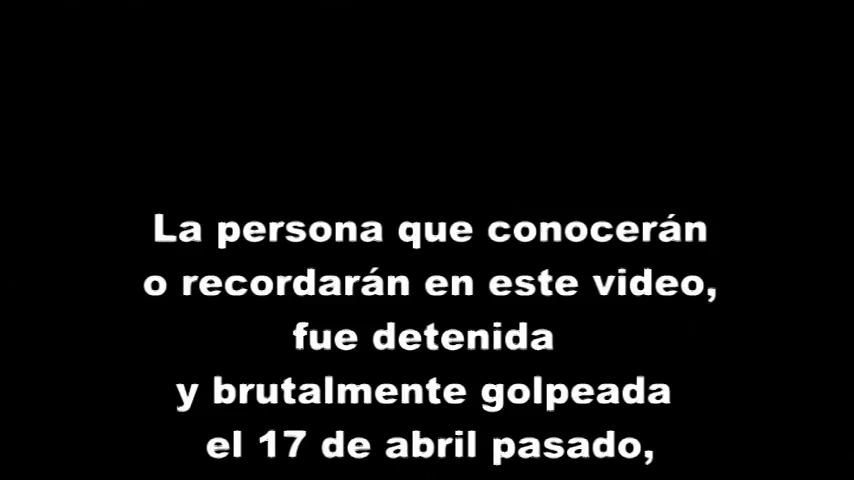 La persona que conocerán
o recordarán en este video,
fue detenida
y brutalmente golpeada
el 17 de abril pasado,